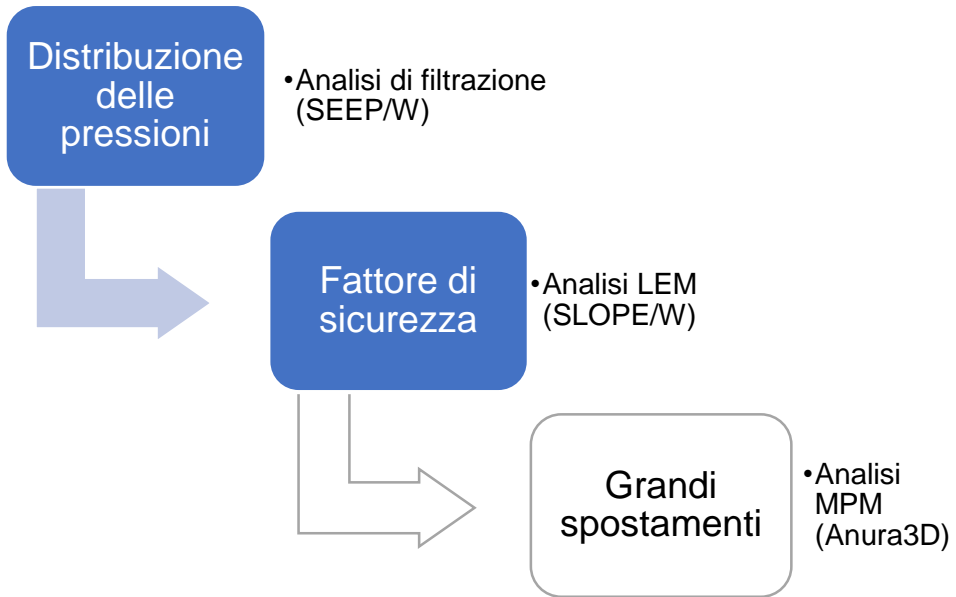 Distribuzione
delle
pressioni
•Analisi di filtrazione
(SEEP/W)
Fattore di
sicurezza
•Analisi LEM
(SLOPE/W)
Grandi
spostamenti
•Analisi
MPM
(Anura3D)